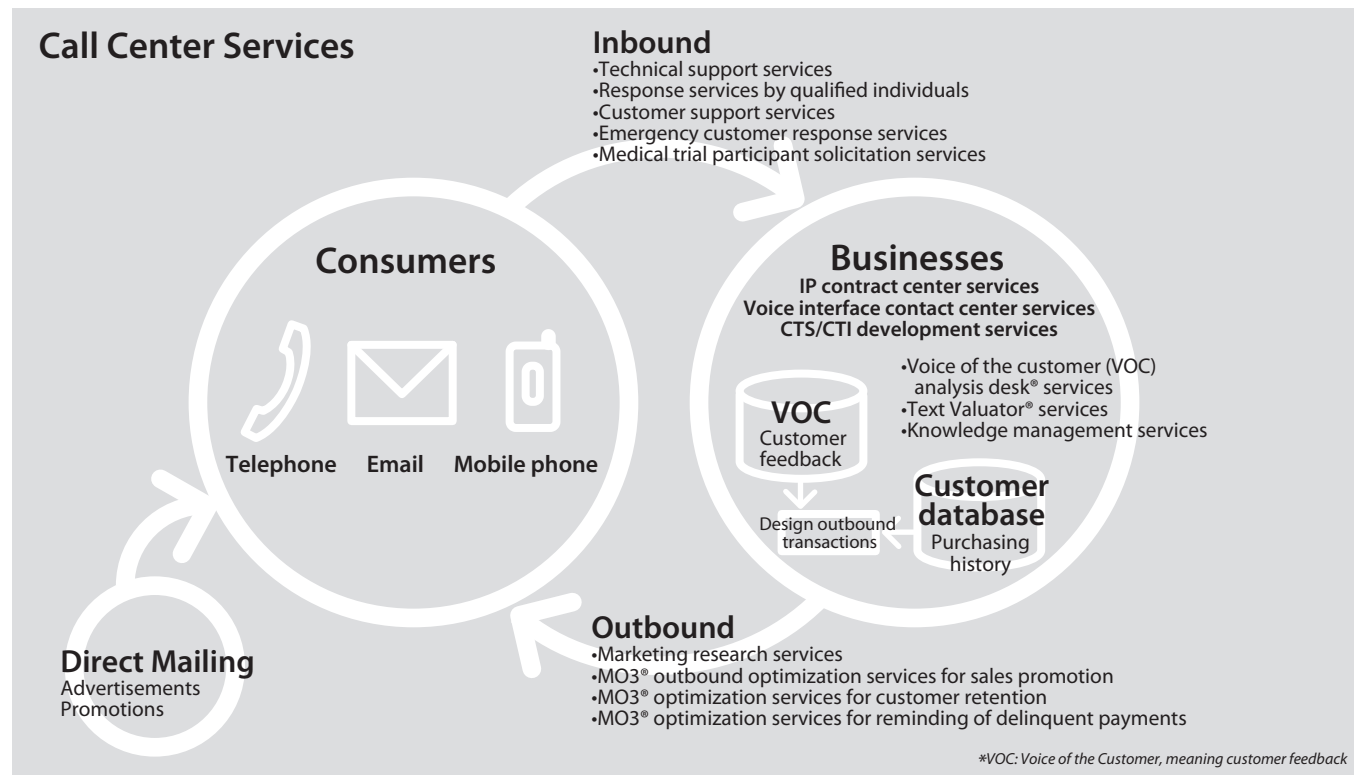 Call Center Services
Inbound
•Technical support services
•Response services by qualified individuals
•Customer support services
•Emergency customer response services
•Medical trial participant solicitation services
Consumers
Telephone
Email
Mobile phone
Businesses
IP contract center services
Voice interface contact center services
CTS/CTI development services
•Voice of the customer (VOC)
analysis desk® services
•Text Valuator® services
•Knowledge management services
VOC
Customer
feedback
Design outbound
transactions
Customer
database
Purchasing
history
Direct Mailing
Advertisements
Promotions
Outbound
•Marketing research services
•MO3® outbound optimization services for sales promotion
•MO3® optimization services for customer retention
•MO3® optimization services for reminding of delinquent payments
*VOC: Voice of the Customer, meaning customer feedback